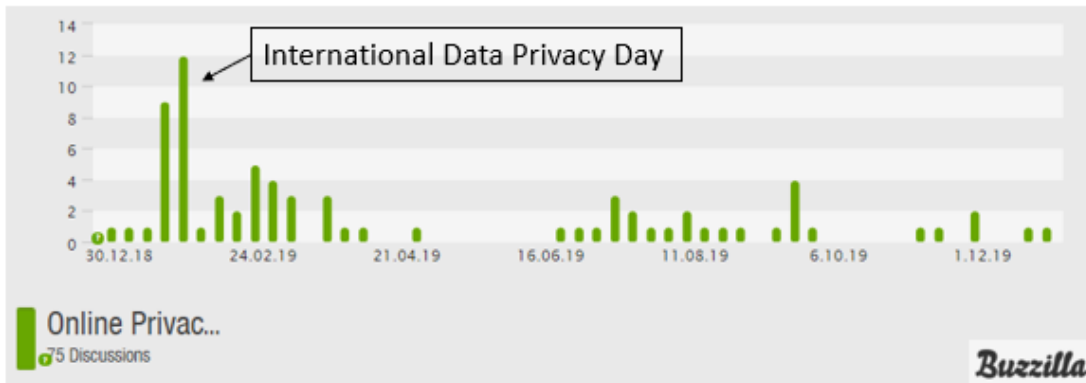 14
International Data Privacy Day
12
10
8
6
4
2
0
30.12.18 24.02.19 21.04.19 16.06.19 11.08.19 6.10.19 1.12.19
Online Privac...
75 Discussions
Buzzilla